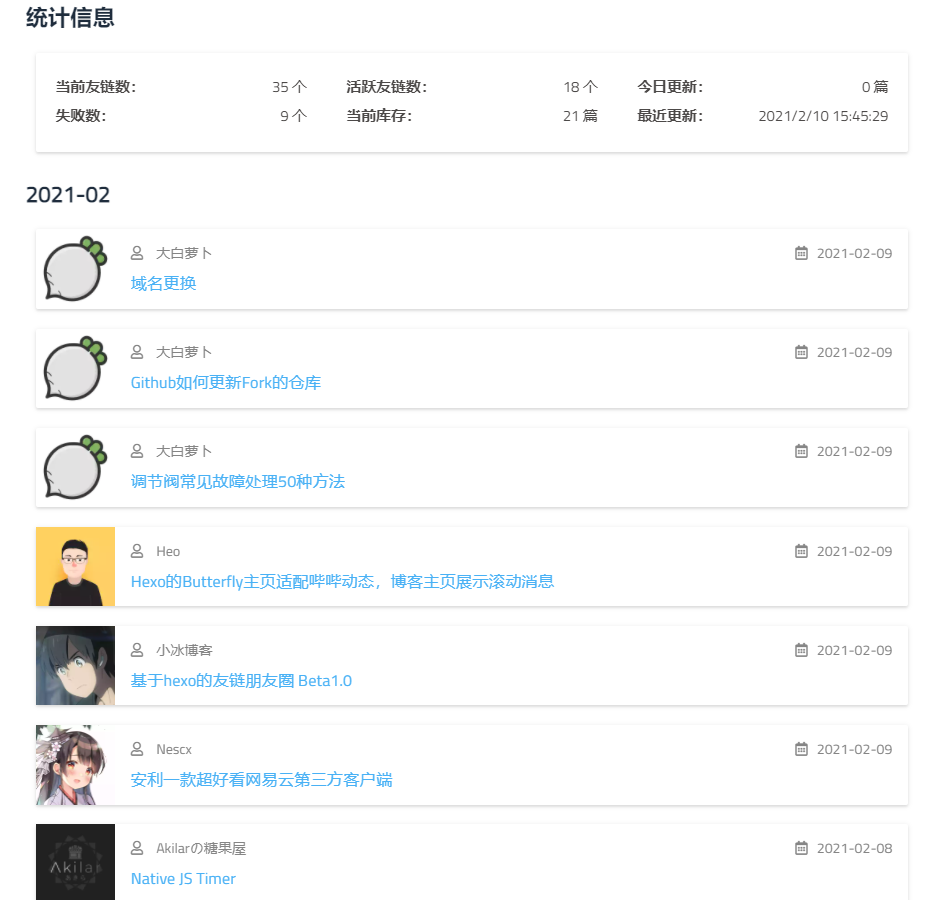 统计信息
当前友链数： 35 个 活跃友链数： 18 个 今日更新： 0 篇
失败数： 9 个 当前库存： 21 篇 最近更新： 2021/2/10 15:45:29
2021-02
大白萝卜 2021-02-09
域名更换
大白萝卜 2021-02-09
Github如何更新Fork的仓库
大白萝卜 2021-02-09
调节阀常见故障处理50种方法
Heo 2021-02-09
Hexo的Butterfly主页适配哔哔动态，博客主页展示滚动消息
小冰博客 2021-02-09
基于hexo的友链朋友圈 Beta1.0
Nescx 2021-02-09
安利一款超好看网易云第三方客户端
Akilar
Akilarの糖果屋 2021-02-08
Native JS Timer